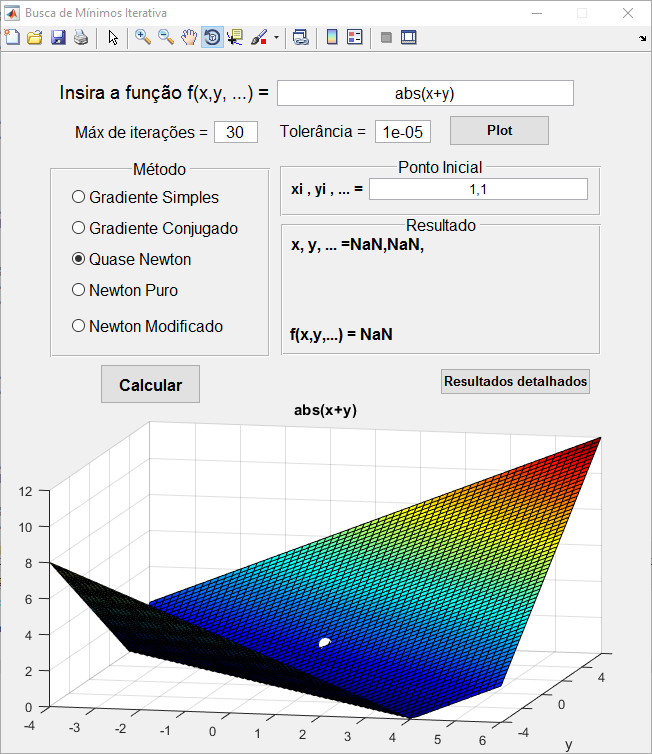 Busca de Mínimos Iterativa
Insira a função f(x,y, ...) = abs(x+y)
Máx de iterações = 30 Tolerância = 1e-05 Plot
Método
Gradiente Simples
Gradiente Conjugado
Quase Newton
Newton Puro
Newton Modificado
Ponto Inicial
xi , yi , ... = 1,1
Resultado
x, y, ... =NaN,NaN,
f(x,y,...) = NaN
Calcular
Resultados detalhados
abs(x+y)
12
10
8
6
4
2
0
-4 -3 -2 -1 0 1 2 3 4 5 6
-4 0 4
y